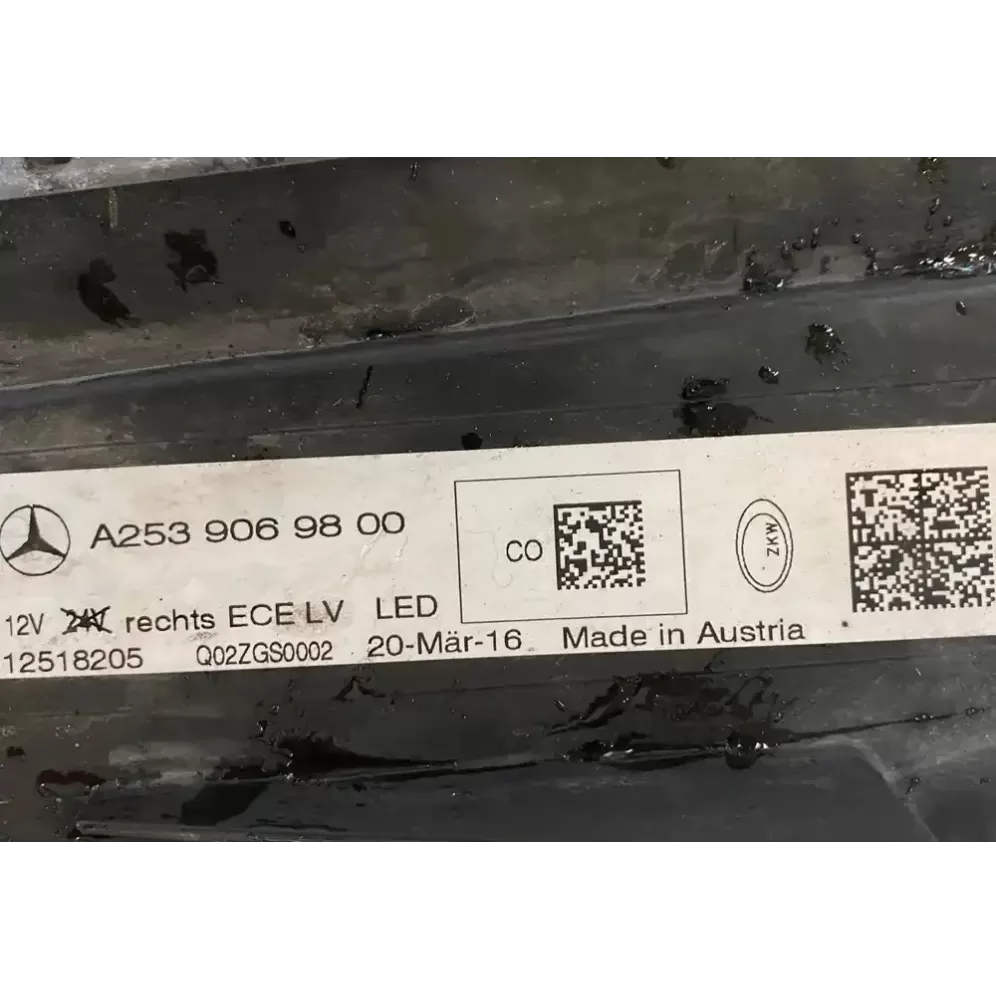 A253 906 98 00
CO
ZKW
12V 24V rechts ECE LV LED
12518205 Q02ZGS0002 20-Mär-16 Made in Austria